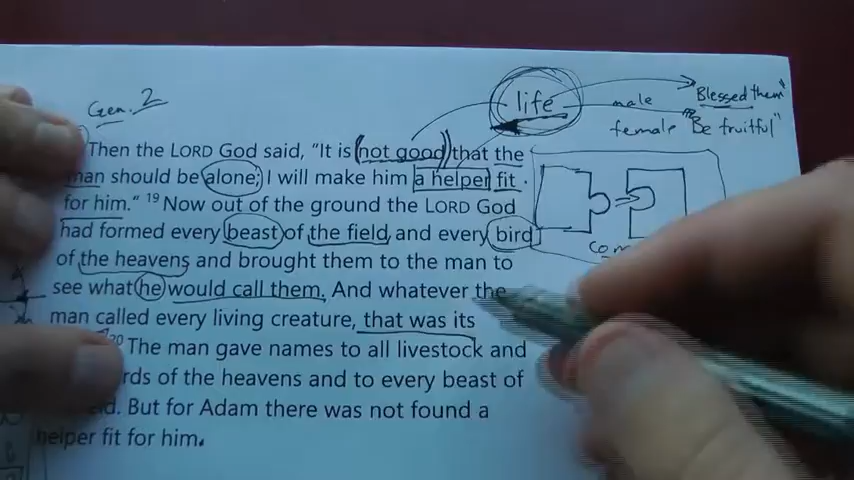 Gen. 2
life
Blessed them"
male
female "Be fruitful"
Then the LORD God said, "It is not good that the
man should be alone; I will make him a helper fit
for him." 19 Now out of the ground the LORD God
had formed every beast of the field and every bird
of the heavens and brought them to the man to
see what he would call them. And whatever the
man called every living creature, that was its
20 The man gave names to all livestock and
of the heavens and to every beast of
But for Adam there was not found a
helper fit for him.